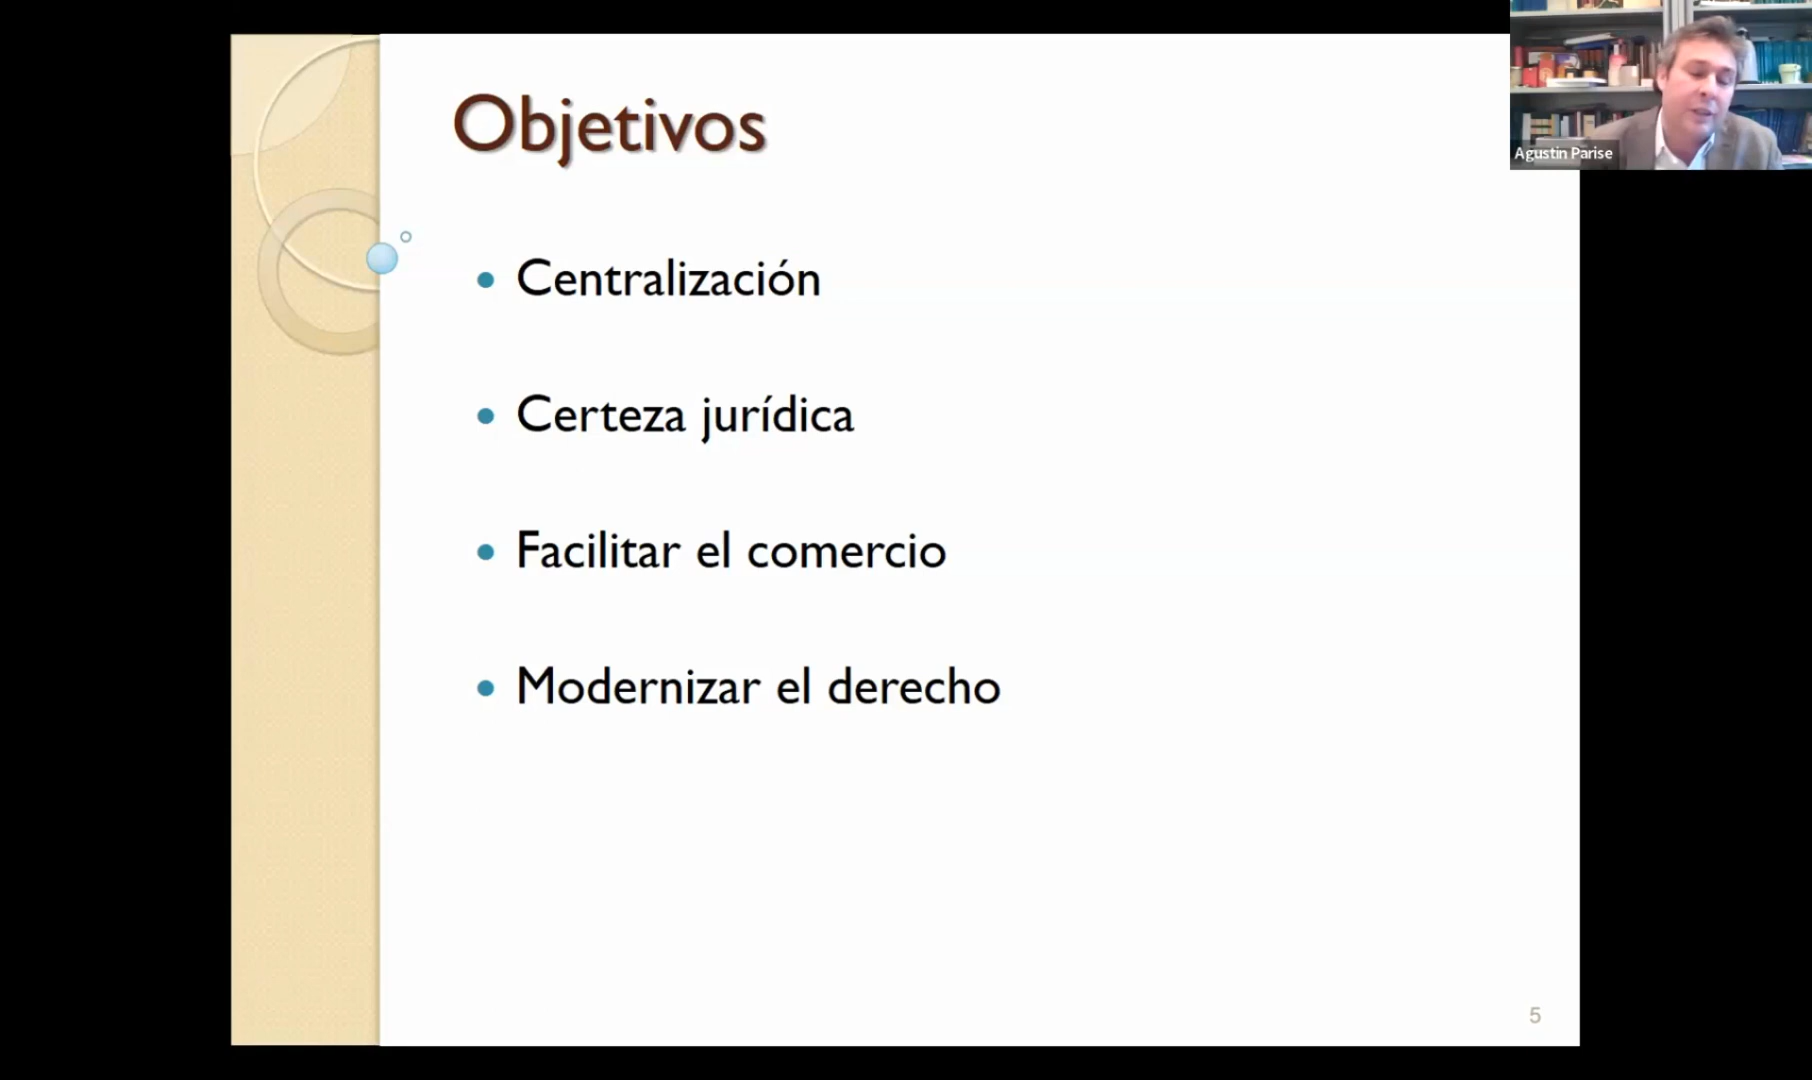 Objetivos
Centralización
Certeza jurídica
Facilitar el comercio
Modernizar el derecho
5
Agustin Parise